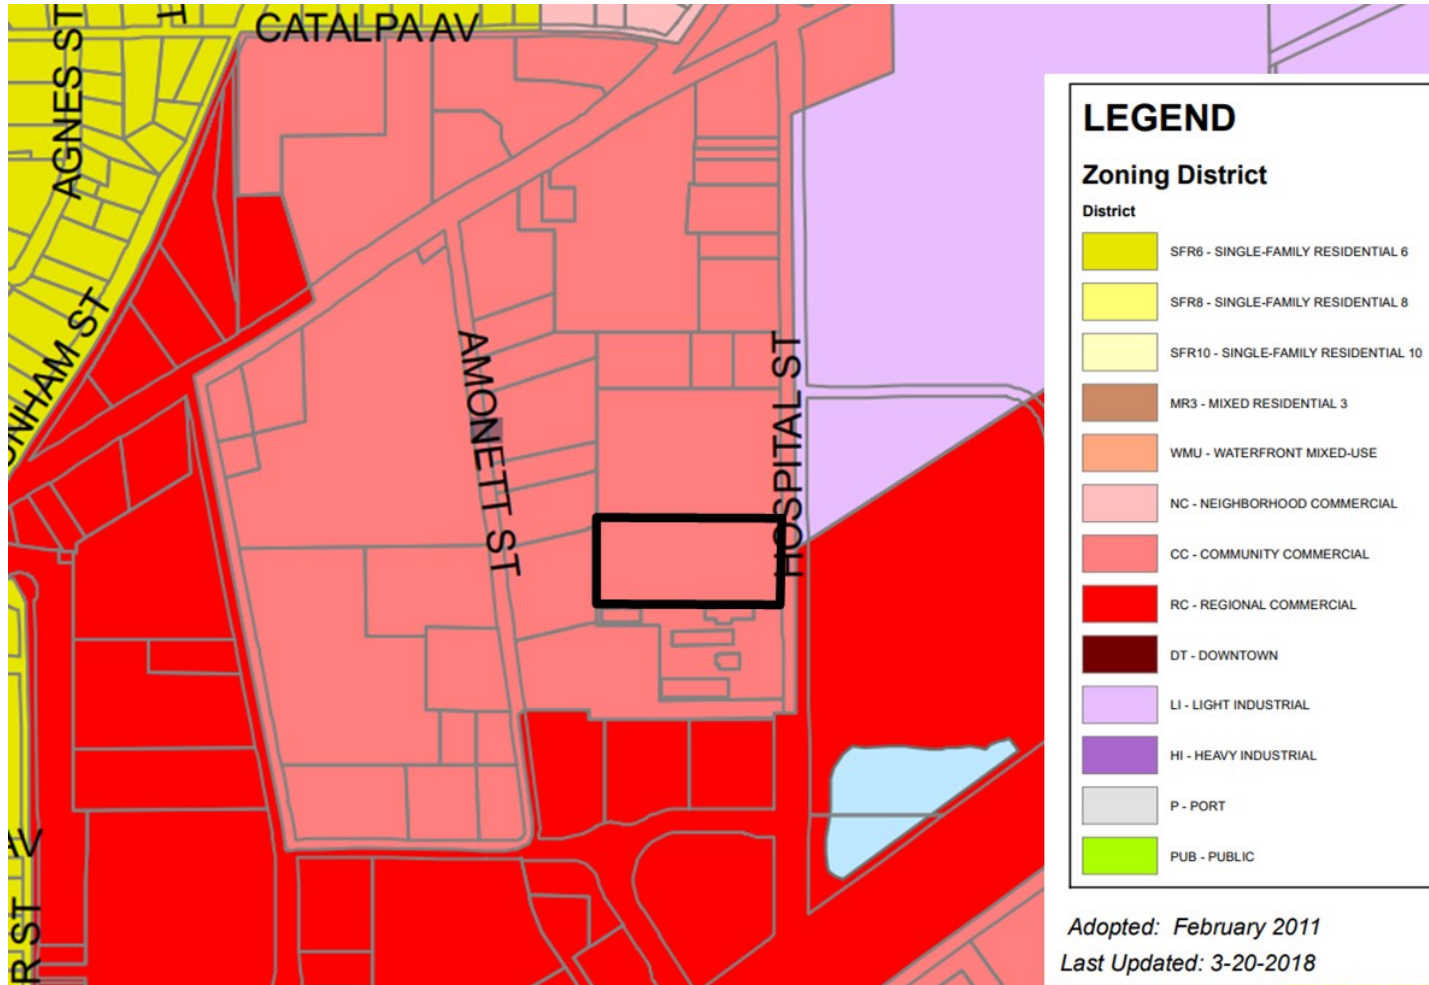 CATALPA AV
AGNES ST
T
ONHAM ST
AMONETT ST
HOSPITAL ST
AV
R ST
LEGEND
Zoning District
District
SFR6 - SINGLE-FAMILY RESIDENTIAL 6
SFR8 - SINGLE-FAMILY RESIDENTIAL 8
SFR10 - SINGLE-FAMILY RESIDENTIAL 10
MR3 - MIXED RESIDENTIAL 3
WMU - WATERFRONT MIXED-USE
NC - NEIGHBORHOOD COMMERCIAL
CC - COMMUNITY COMMERCIAL
RC - REGIONAL COMMERCIAL
DT - DOWNTOWN
LI - LIGHT INDUSTRIAL
HI - HEAVY INDUSTRIAL
P - PORT
PUB - PUBLIC
Adopted: February 2011
Last Updated: 3-20-2018